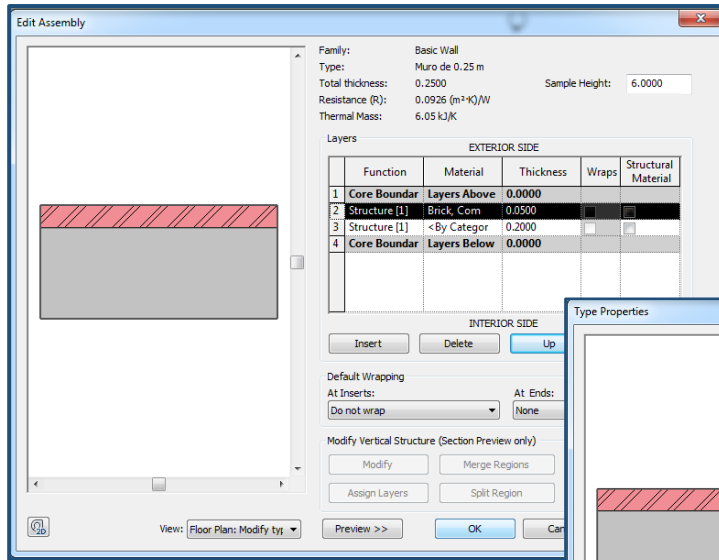 Edit Assembly
Family: Basic Wall
Type: Muro de 0.25 m
Total thickness: 0.2500 Sample Height: 6.0000
Resistance (R): 0.0926 (m²·K)/W
Thermal Mass: 6.05 kJ/K
Layers
EXTERIOR SIDE
Function Material Thickness Wraps Structural Material
1 Core Boundar Layers Above 0.0000
2 Structure [1] Brick, Com 0.0500
3 Structure [1] <By Categor 0.2000
4 Core Boundar Layers Below 0.0000
INTERIOR SIDE
Insert Delete Up
Default Wrapping
At Inserts: At Ends:
Do not wrap None
Modify Vertical Structure (Section Preview only)
Modify Merge Regions
Assign Layers Split Region
2D View: Floor Plan: Modify typ Preview >> OK Can
Type Properties